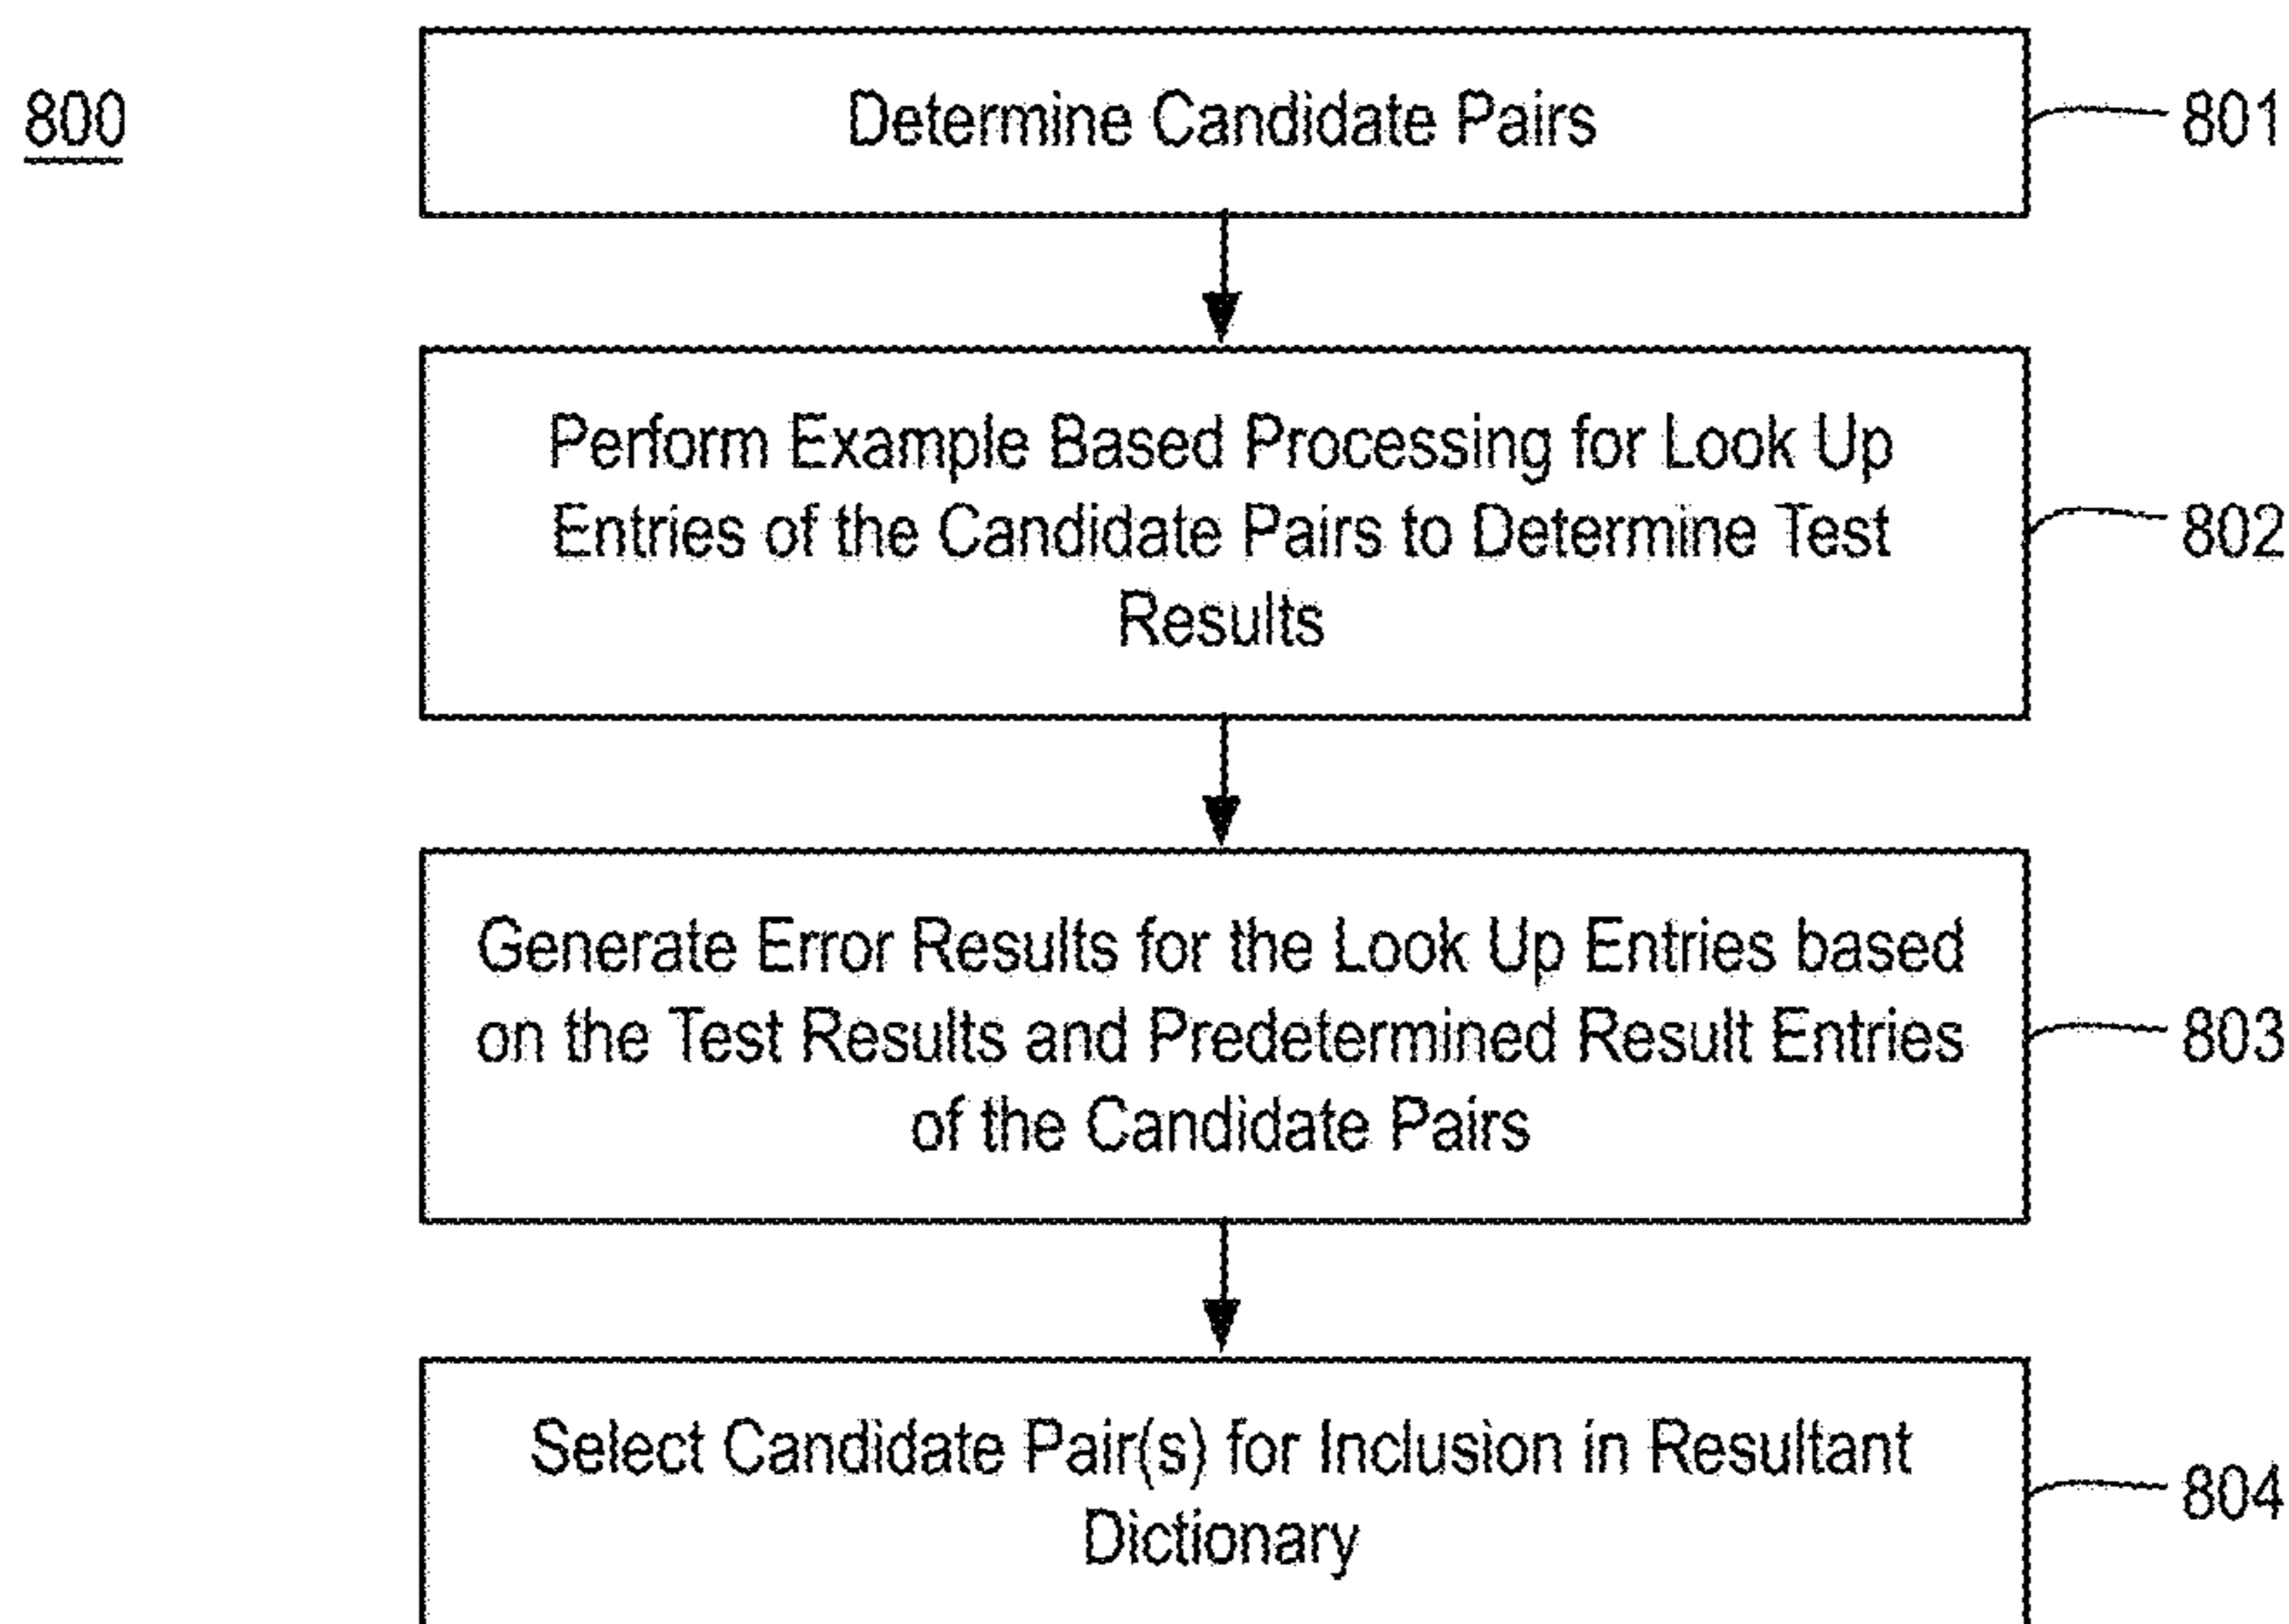 800
Determine Candidate Pairs
801
Perform Example Based Processing for Look Up
Entries of the Candidate Pairs to Determine Test
Results
802
Generate Error Results for the Look Up Entries based
on the Test Results and Predetermined Result Entries
of the Candidate Pairs
803
Select Candidate Pair(s) for Inclusion in Resultant
Dictionary
804